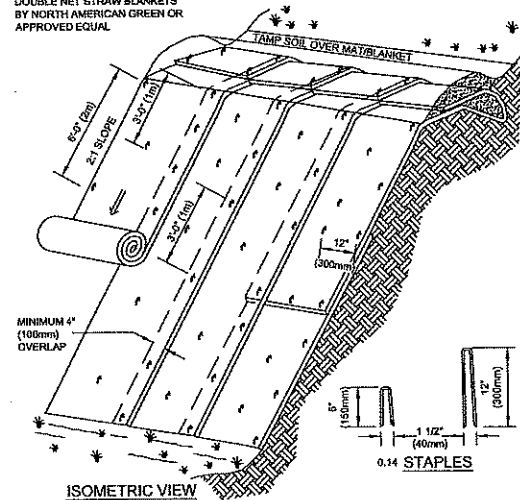 DOUBLE NET STRAW BLANKETS
BY NORTH AMERICAN GREEN OR
APPROVED EQUAL
TAMP SOIL OVER MAT/BLANKET
6'-0" (2m)
3'-0" (1m)
2:1 SLOPE
3'-0" (1m)
12"
(300mm)
MINIMUM 4"
(100mm)
OVERLAP
6"
(150mm)
12"
(300mm)
1 1/2"
(40mm)
0.14 STAPLES
ISOMETRIC VIEW